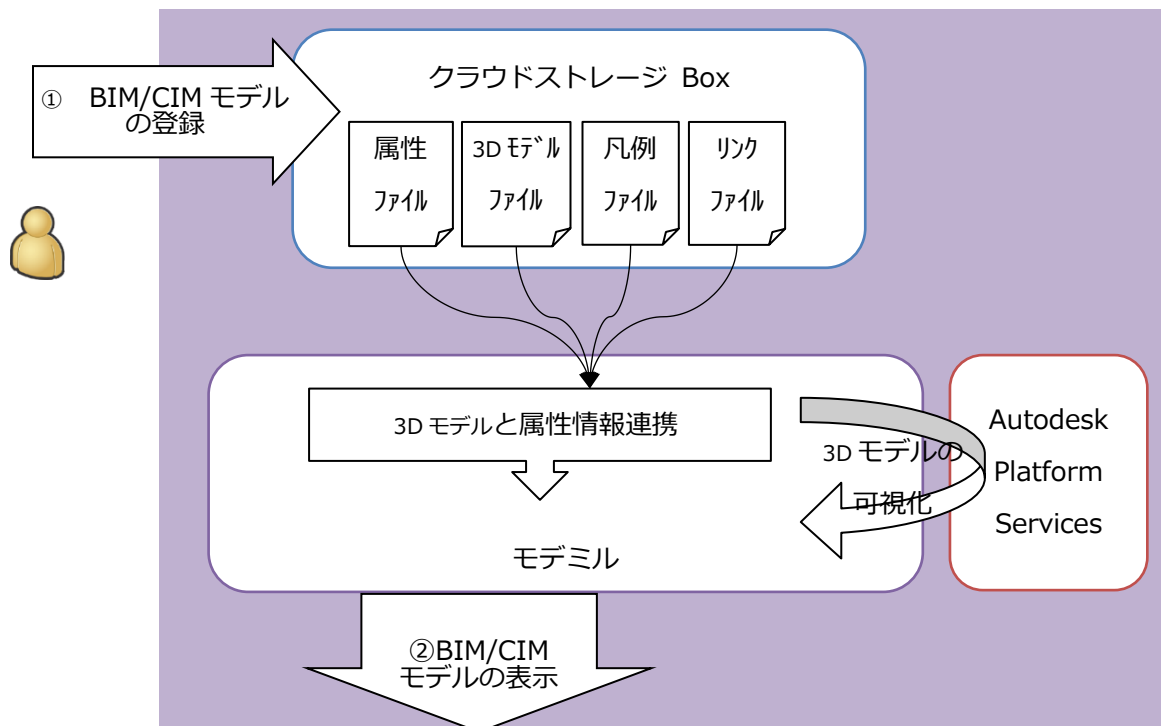 クラウドストレージ Box
① BIM/CIM モデル
の登録
属性
ﾌｧｲﾙ
3D ﾓﾃﾞﾙ
ﾌｧｲﾙ
凡例
ﾌｧｲﾙ
ﾘﾝｸ
ﾌｧｲﾙ
3D モデルと属性情報連携
3D モデルの
可視化
Autodesk
Platform
Services
モデミル
②BIM/CIM
モデルの表示